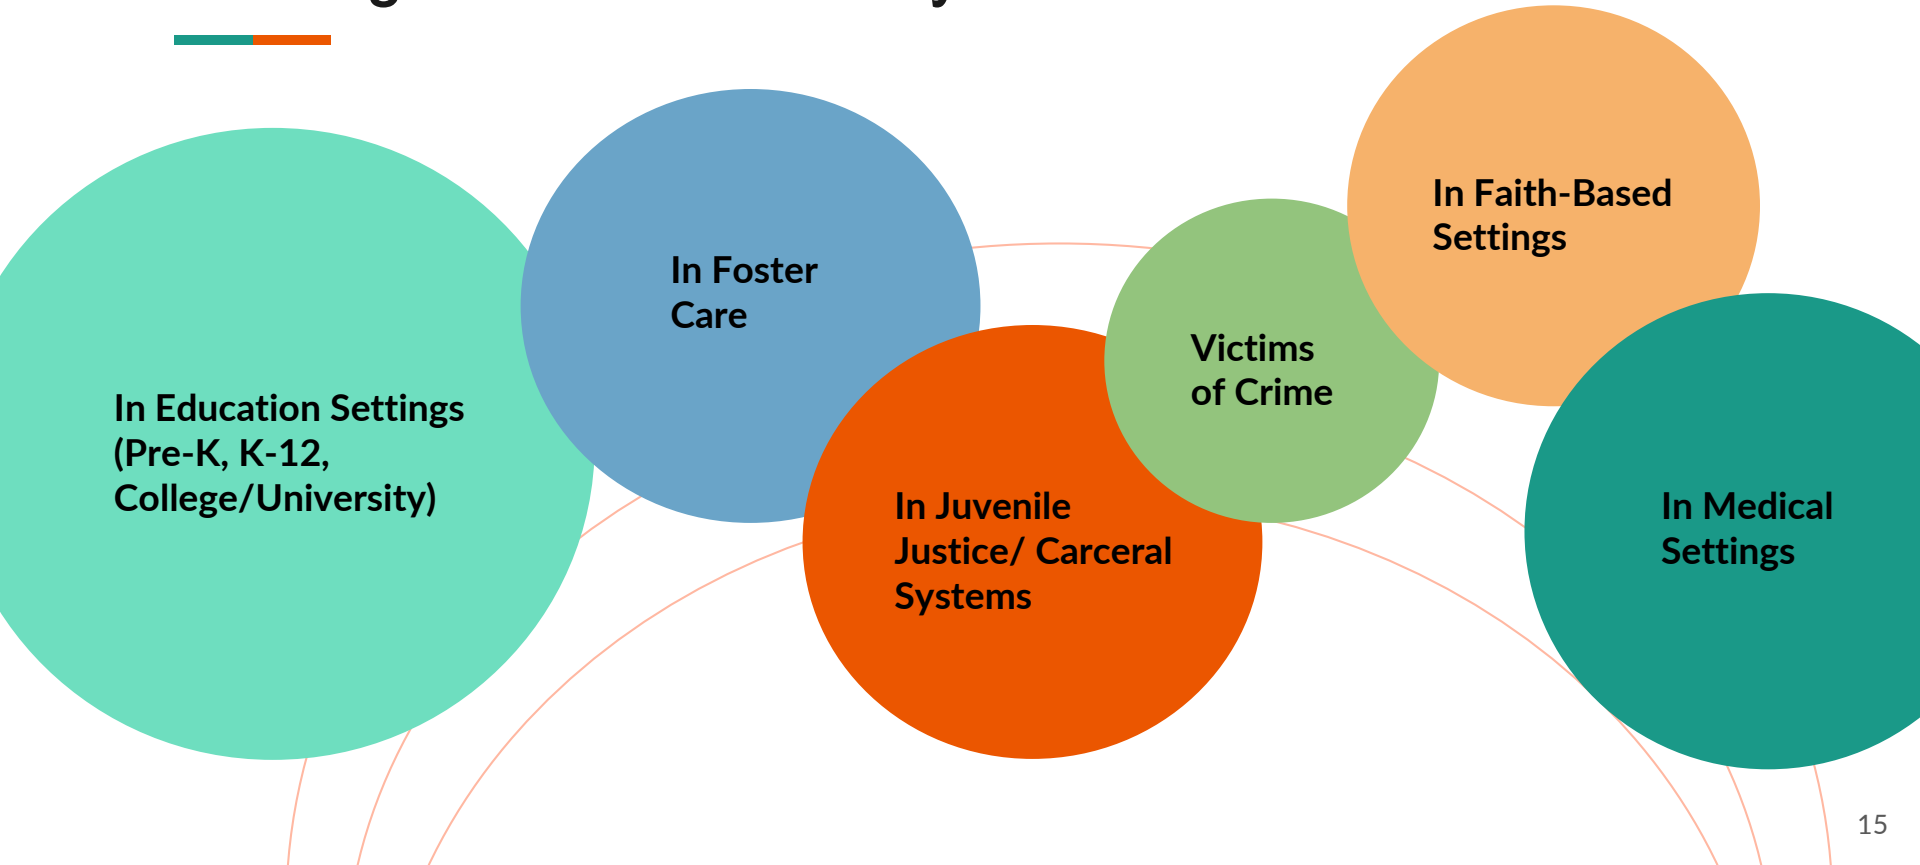 In Education Settings
(Pre-K, K-12,
College/University)
In Foster
Care
In Juvenile
Justice/ Carceral
Systems
Victims
of Crime
In Faith-Based
Settings
In Medical
Settings
15